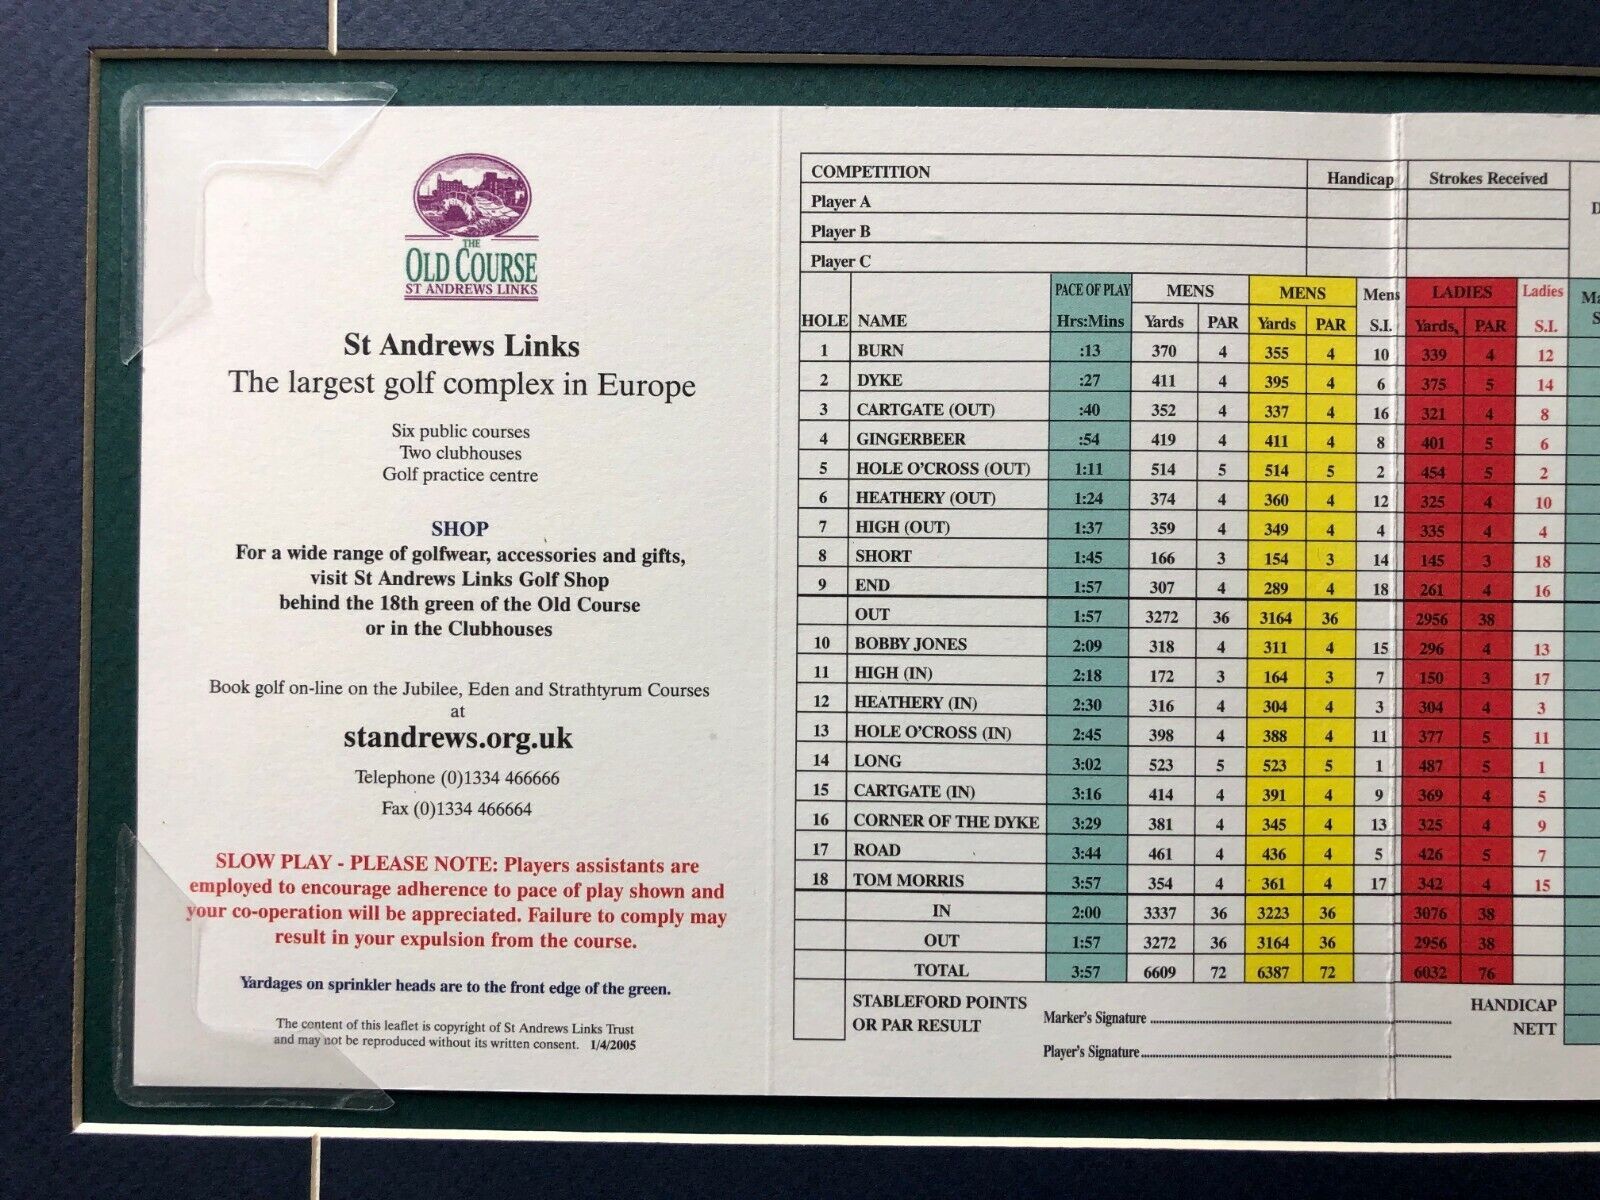 THE
OLD COURSE
ST ANDREWS LINKS
St Andrews Links
The largest golf complex in Europe
Six public courses
Two clubhouses
Golf practice centre
SHOP
For a wide range of golfwear, accessories and gifts,
visit St Andrews Links Golf Shop
behind the 18th green of the Old Course
or in the Clubhouses
Book golf on-line on the Jubilee, Eden and Strathtyrum Courses
at
standrews.org.uk
Telephone (0)1334 466666
Fax (0)1334 466664
SLOW PLAY - PLEASE NOTE: Players assistants are
employed to encourage adherence to pace of play shown and
your co-operation will be appreciated. Failure to comply may
result in your expulsion from the course.
Yardages on sprinkler heads are to the front edge of the green.
The content of this leaflet is copyright of St Andrews Links Trust
and may not be reproduced without its written consent. 1/4/2005
COMPETITION Handicap Strokes Received
Player A
Player B
Player C
PACE OF PLAY MENS MENS Mens LADIES Ladies
HOLE NAME Hrs:Mins Yards PAR Yards PAR S.I. Yards PAR S.I.
1 BURN :13 370 4 355 4 10 339 4 12
2 DYKE :27 411 4 395 4 6 375 5 14
3 CARTGATE (OUT) :40 352 4 337 4 16 321 4 8
4 GINGERBEER :54 419 4 411 4 8 401 5 6
5 HOLE O'CROSS (OUT) 1:11 514 5 514 5 2 454 5 2
6 HEATHERY (OUT) 1:24 374 4 360 4 12 325 4 10
7 HIGH (OUT) 1:37 359 4 349 4 4 335 4 4
8 SHORT 1:45 166 3 154 3 14 145 3 18
9 END 1:57 307 4 289 4 18 261 4 16
OUT 1:57 3272 36 3164 36 2956 38
10 BOBBY JONES 2:09 318 4 311 4 15 296 4 13
11 HIGH (IN) 2:18 172 3 164 3 7 150 3 17
12 HEATHERY (IN) 2:30 316 4 304 4 3 304 4 3
13 HOLE O'CROSS (IN) 2:45 398 4 388 4 11 377 5 11
14 LONG 3:02 523 5 523 5 1 487 5 1
15 CARTGATE (IN) 3:16 414 4 391 4 9 369 4 5
16 CORNER OF THE DYKE 3:29 381 4 345 4 13 325 4 9
17 ROAD 3:44 461 4 436 4 5 426 5 7
18 TOM MORRIS 3:57 354 4 361 4 17 342 4 15
IN 2:00 3337 36 3223 36 3076 38
OUT 1:57 3272 36 3164 36 2956 38
TOTAL 3:57 6609 72 6387 72 6032 76
STABLEFORD POINTS
OR PAR RESULT
Marker's Signature
Player's Signature
HANDICAP
NETT